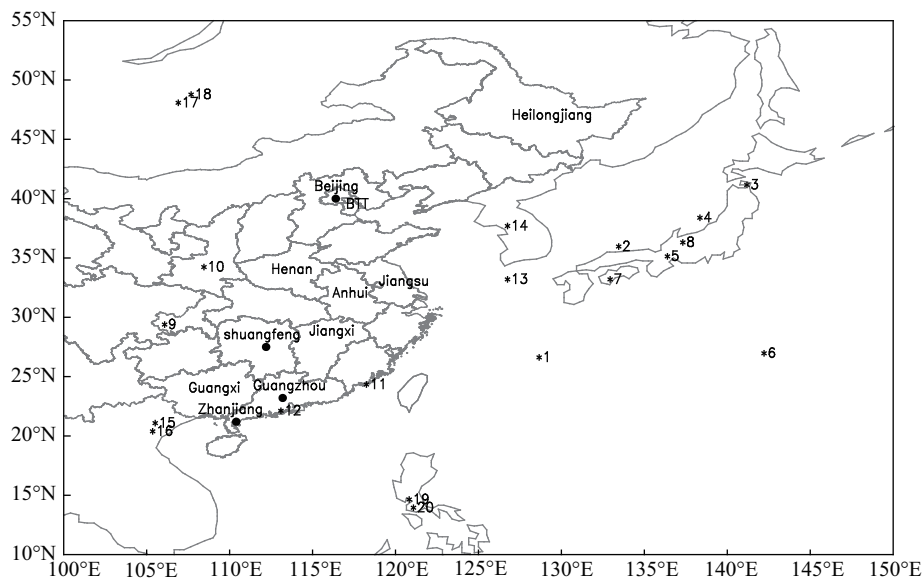 55°N
50°N
18
17
Heilongjiang
45°N
Beijing
3
40°N
BTT
4
14
8
2
35°N
5
10
Henan
13
7
Jiangsu
Anhui
30°N
9
Jiangxi
shuangfeng
1
6
25°N
11
Guangxi
Guangzhou
Zhanjiang
12
15
16
20°N
19
15°N
20
10°N
100°E
105°E
110°E
115°E
120°E
125°E
130°E
135°E
140°E
145°E
150°E